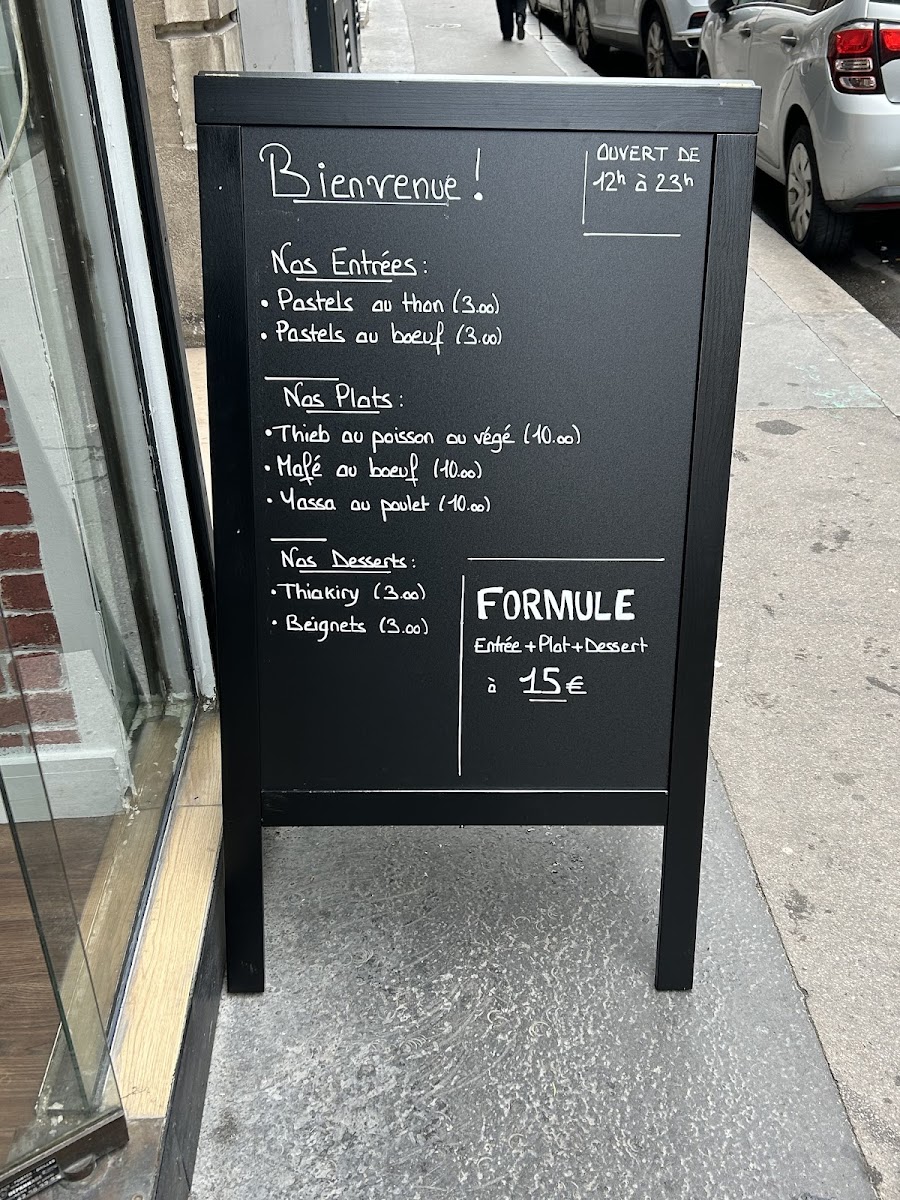 Bienvenue !
OUVERT DE
12h à 23h
Nos Entrées :
• Pastels au thon (3.00)
• Pastels au boeuf (3.00)
Nos Plats :
• Thieb au poisson ou végé (10.00)
• Mafé au boeuf (10.00)
• Yassa au poulet (10.00)
Nos Desserts :
• Thiakiry (3.00)
• Beignets (3.00)
FORMULE
Entrée + Plat + Dessert
à 15€